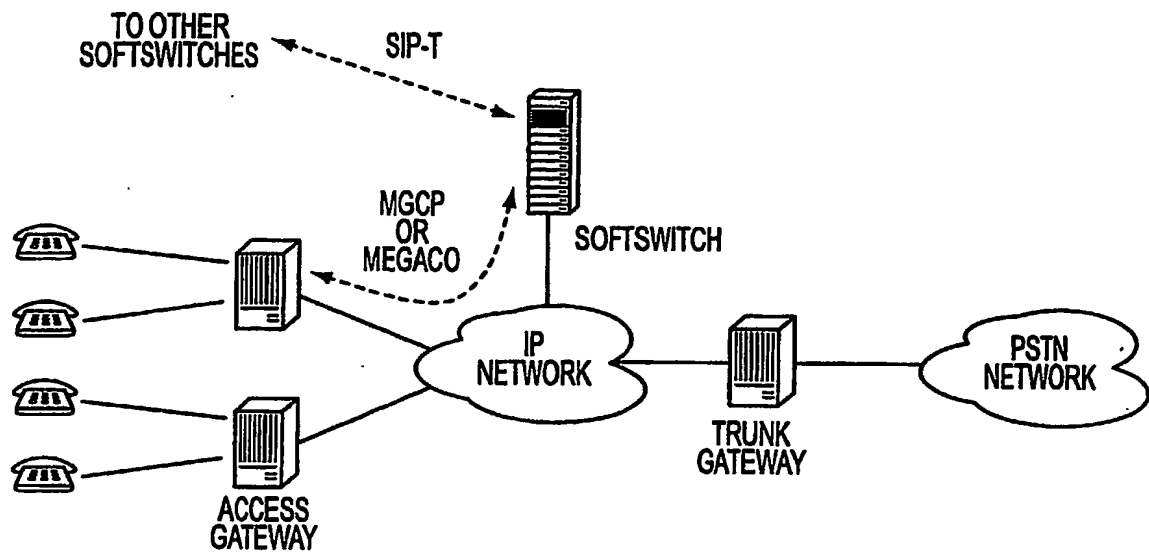 TO OTHER
SOFTSWITCHES
SIP-T
MGCP
OR
MEGACO
SOFTSWITCH
IP
NETWORK
PSTN
NETWORK
TRUNK
GATEWAY
ACCESS
GATEWAY